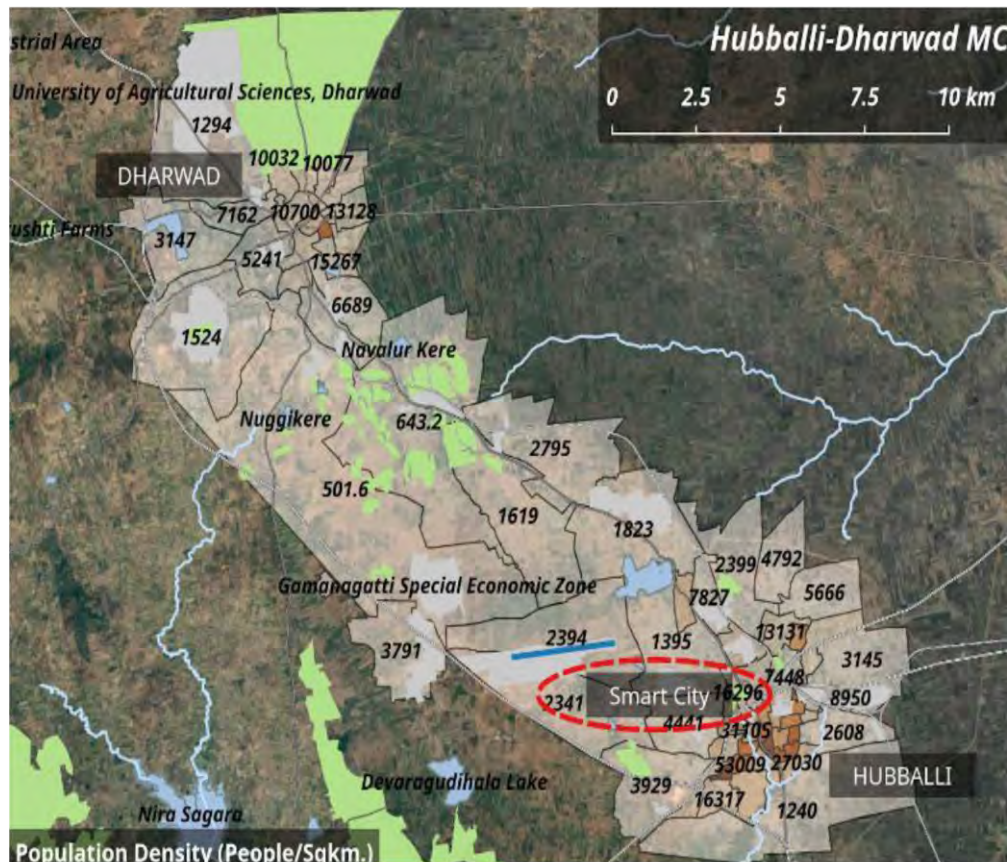 Hubballi-Dharwad MC
0 2.5 5 7.5 10 km
strial Area
University of Agricultural Sciences, Dharwad
1294
10032 10077
DHARWAD
7162 10700 13128
ushti Farms
3147
5241
15267
6689
1524
Navalur Kere
Nuggikere
643.2
2795
501.6
1619
1823
2399 4792
Gamanagatti Special Economic Zone
7827
5666
2394
1395
13131
3791
3145
7448
2341
Smart City
16296
8950
4441
31105
2608
53009 27030
HUBBALLI
Devaragudihala Lake
3929
16317
1240
Nira Sagara
Population Density (People/Sqkm.)